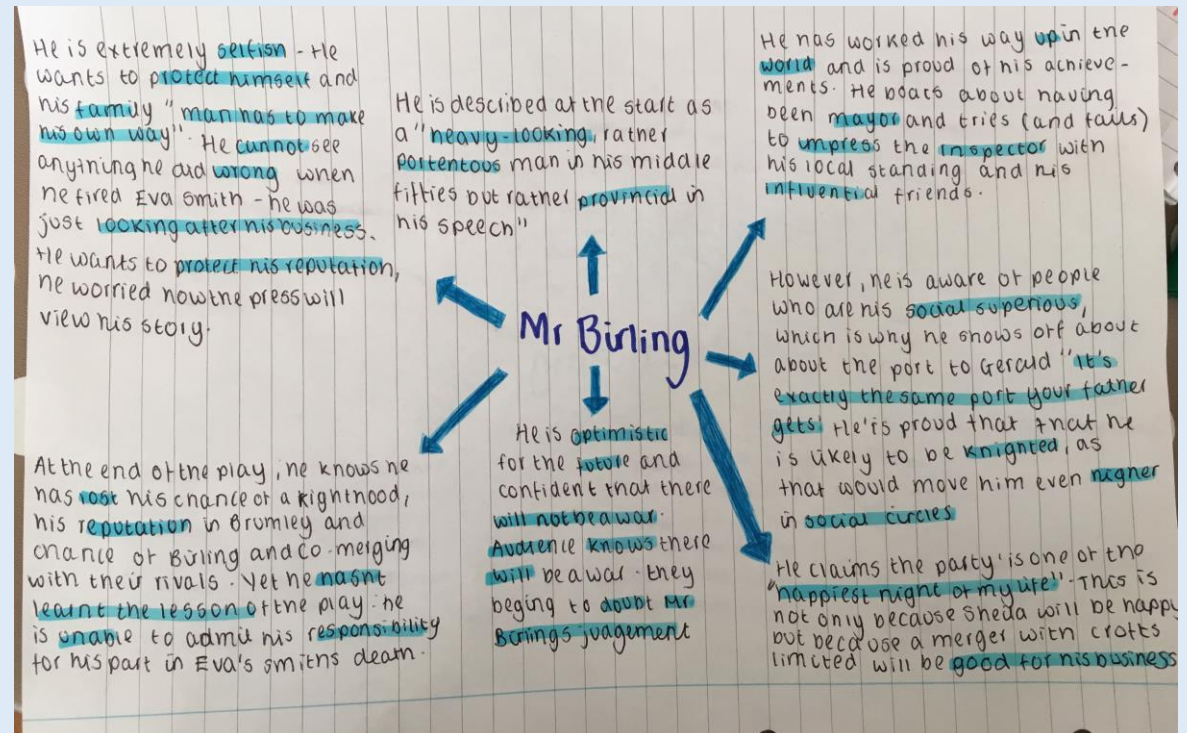 He is extremely selfish - He
wants to protect himself and
his family "man has to make
his own way". He cannot see
anything he did wrong when
he fired Eva Smith - he was
just looking after his business.
He wants to protect his reputation,
he worried how the press will
view his story.
He is described at the start as
a "heavy-looking, rather
portentous man in his middle
fifties but rather provincial in
his speech"
He has worked his way up in the
world and is proud of his achieve-
ments. He boats about having
been mayor and tries (and fails)
to impress the inspector with
his local standing and his
influential friends.
Mr Birling
However, he is aware of people
who are his social superious,
which is why he shows off about
about the port to Gerald "it's
exactly the same port your father
gets. He'is proud that that he
is likely to be knighted, as
that would move him even higher
in social circles
At the end of the play, he knows he
has lost his chance of a kighthood,
his reputation in Brumley and
chance of Birling and co. merging
with their rivals. Yet he hasnt
learnt the lesson of the play: he
is unable to admit his responsibility
for his part in Eva's smiths death.
He is optimistic
for the future and
confident that there
will not be a war.
Audience knows there
will be a war. they
beging to doubt Mr
Birlings judgement
He claims the party 'is one of the
"happiest night of my life". This is
not only because Sheila will be happy
but because a merger with crofts
limited will be good for his business